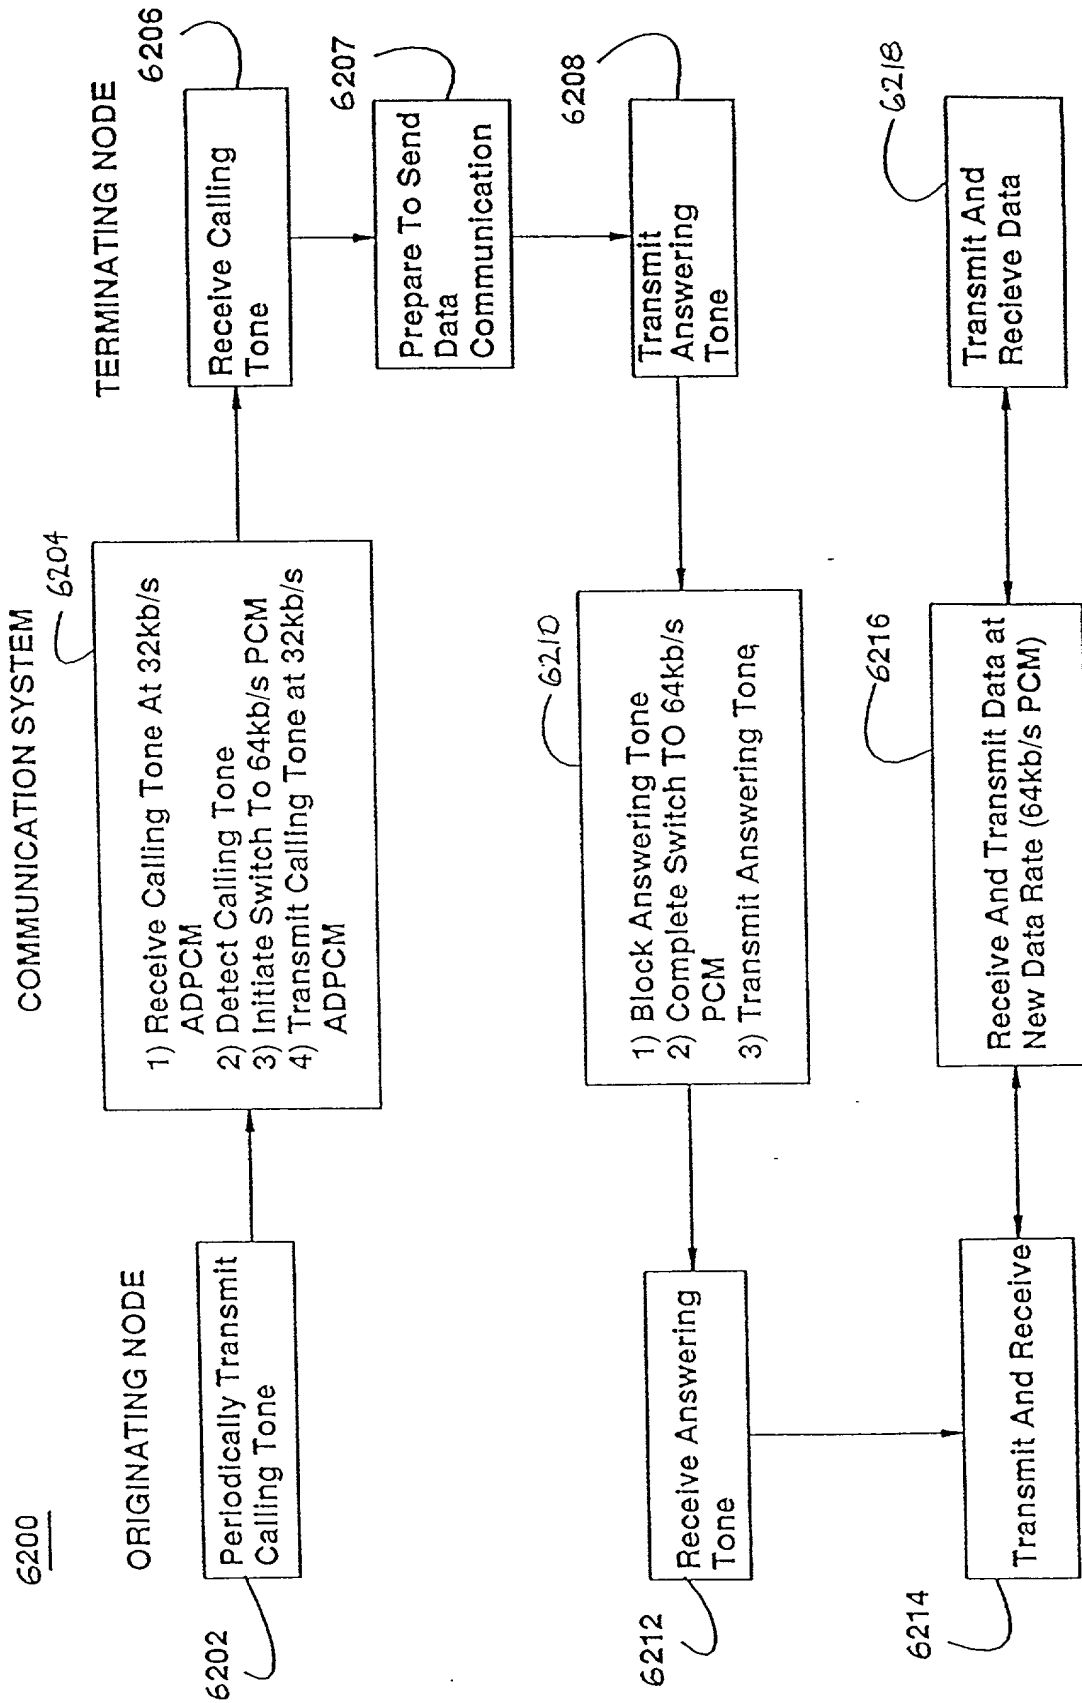 6200
ORIGINATING NODE
COMMUNICATION SYSTEM
TERMINATING NODE
6202
Periodically Transmit
Calling Tone
6204
1) Receive Calling Tone At 32kb/s
ADPCM
2) Detect Calling Tone
3) Initiate Switch To 64kb/s PCM
4) Transmit Calling Tone at 32kb/s
ADPCM
6206
Receive Calling
Tone
6207
Prepare To Send
Data
Communication
6208
Transmit
Answering
Tone
6210
1) Block Answering Tone
2) Complete Switch TO 64kb/s
PCM
3) Transmit Answering Tone
6212
Receive Answering
Tone
6214
Transmit And Receive
6216
Receive And Transmit Data at
New Data Rate (64kb/s PCM)
6218
Transmit And
Recieve Data